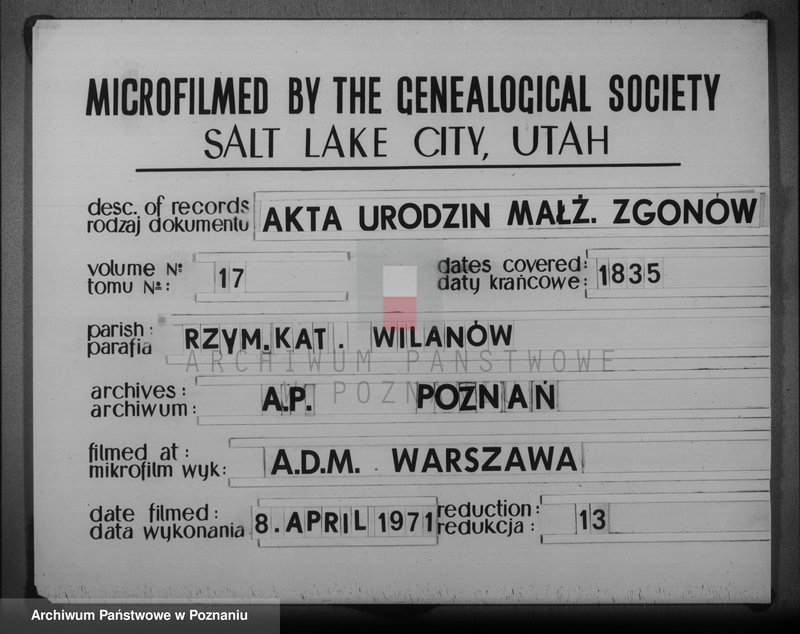 MICROFILMED BY THE GENEALOGICAL SOCIETY
SALT LAKE CITY, UTAH
desc. of records
rodzaj dokumentu
AKTA URODZIN MAŁŻ. ZGONÓW
volume Nº
tomu Nº:
17
dates covered:
daty krańcowe:
1835
parish:
parafia
RZYM.KAT. WILANÓW
ARCHIWUM PAŃSTWOWE
W POZNANIU
archives:
archiwum:
A.P. POZNAŃ
filmed at:
mikrofilm wyk:
A.D.M. WARSZAWA
date filmed:
data wykonania
8. APRIL 1971
reduction:
redukcja:
13
Archiwum Państwowe w Poznaniu